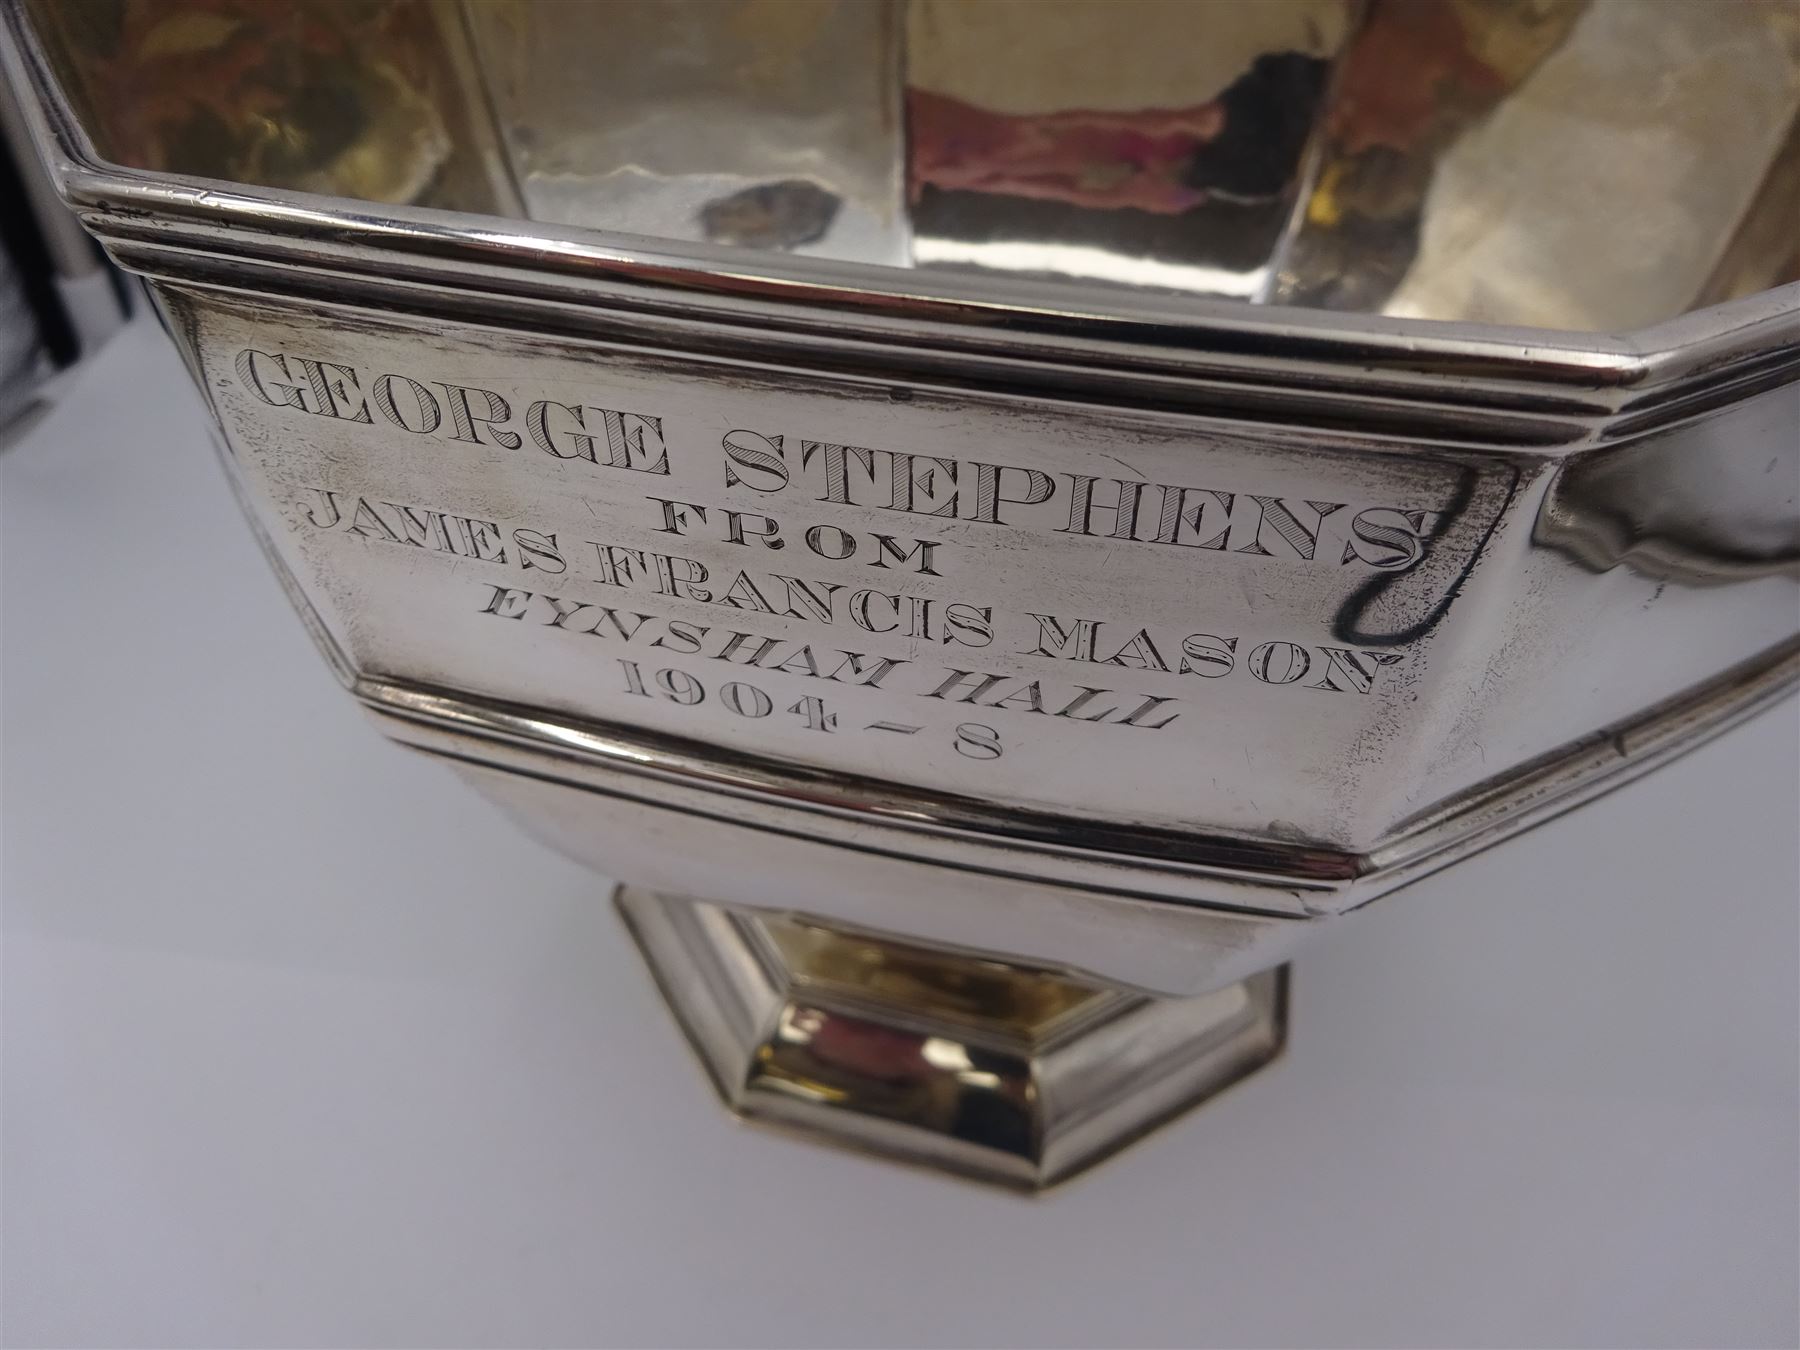 GEORGE STEPHENS
FROM
JAMES FRANCIS MASON
EYNSHAM HALL
1904 - 8